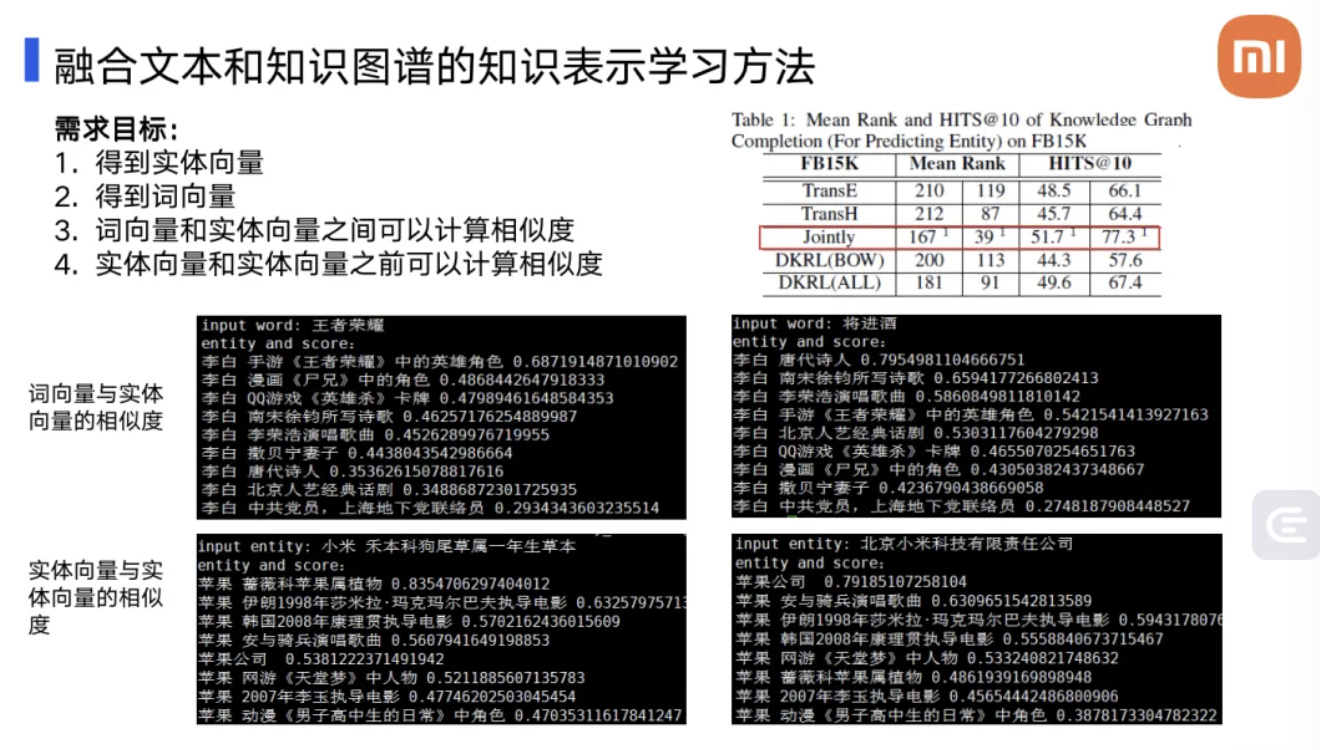 融合文本和知识图谱的知识表示学习方法
mi
需求目标：
1. 得到实体向量
2. 得到词向量
3. 词向量和实体向量之间可以计算相似度
4. 实体向量和实体向量之前可以计算相似度
Table 1: Mean Rank and HITS@10 of Knowledge Graph
Completion (For Predicting Entity) on FB15K
FB15K Mean Rank HITS@10
TransE 210 119 48.5 66.1
TransH 212 87 45.7 64.4
Jointly 167 1 39 1 51.7 1 77.3 1
DKRL(BOW) 200 113 44.3 57.6
DKRL(ALL) 181 91 49.6 67.4
词向量与实体
向量的相似度
input word: 王者荣耀
entity and score:
李白 手游《王者荣耀》中的英雄角色 0.6871914871010902
李白 漫画《尸兄》中的角色 0.4868442647918333
李白 QQ游戏《英雄杀》卡牌 0.47989461648584353
李白 南宋徐钧所写诗歌 0.46257176254889987
李白 李荣浩演唱歌曲 0.4526289976719955
李白 撒贝宁妻子 0.4438043542986664
李白 唐代诗人 0.35362615078817616
李白 北京人艺经典话剧 0.34886872301725935
李白 中共党员，上海地下党联络员 0.2934343603235514
input word: 将进酒
entity and score:
李白 唐代诗人 0.7954981104666751
李白 南宋徐钧所写诗歌 0.6594177266802413
李白 李荣浩演唱歌曲 0.5860849811810142
李白 手游《王者荣耀》中的英雄角色 0.5421541413927163
李白 北京人艺经典话剧 0.5303117604279298
李白 QQ游戏《英雄杀》卡牌 0.4655070254651763
李白 漫画《尸兄》中的角色 0.43050382437348667
李白 撒贝宁妻子 0.4236790438669058
李白 中共党员，上海地下党联络员 0.2748187908448527
实体向量与实
体向量的相似
度
input entity: 小米 禾本科狗尾草属一年生草本
entity and score:
苹果 蔷薇科苹果属植物 0.8354706297404012
苹果 伊朗1998年莎米拉·玛克玛尔巴夫执导电影 0.63257975713
苹果 韩国2008年康理贯执导电影 0.5702162436015609
苹果 安与骑兵演唱歌曲 0.5607941649198853
苹果公司 0.5381222371491942
苹果 网游《天堂梦》中人物 0.5211885607135783
苹果 2007年李玉执导电影 0.47746202503045454
苹果 动漫《男子高中生的日常》中角色 0.47035311617841247
input entity: 北京小米科技有限责任公司
entity and score:
苹果公司 0.79185107258104
苹果 安与骑兵演唱歌曲 0.6309651542813589
苹果 伊朗1998年莎米拉·玛克玛尔巴夫执导电影 0.5943178076
苹果 韩国2008年康理贯执导电影 0.5558840673715467
苹果 网游《天堂梦》中人物 0.533240821748632
苹果 蔷薇科苹果属植物 0.4861939169898948
苹果 2007年李玉执导电影 0.45654442486800906
苹果 动漫《男子高中生的日常》中角色 0.3878173304782322